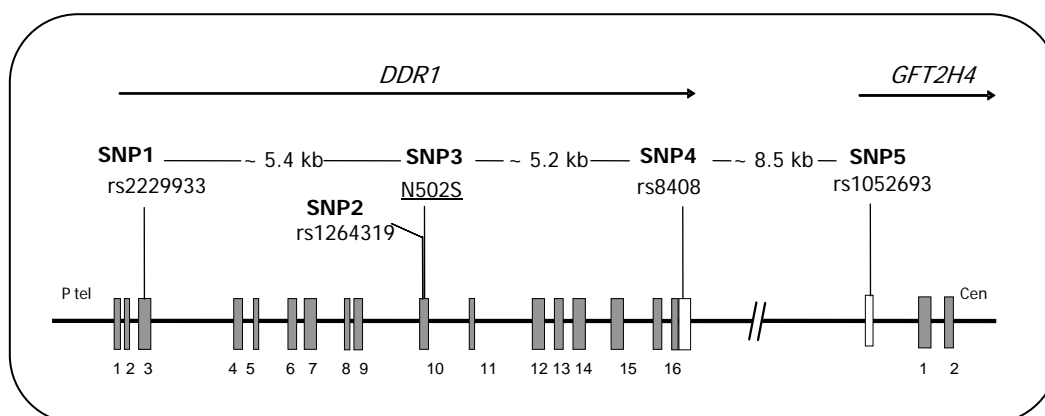 DDR1 GFT2H4
SNP1 ~ 5.4 kb SNP3 ~ 5.2 kb SNP4 ~ 8.5 kb SNP5
rs2229933 N502S rs8408 rs1052693
SNP2
rs1264319
P tel Cen
1 2 3 4 5 6 7 8 9 10 11 12 13 14 15 16 1 2